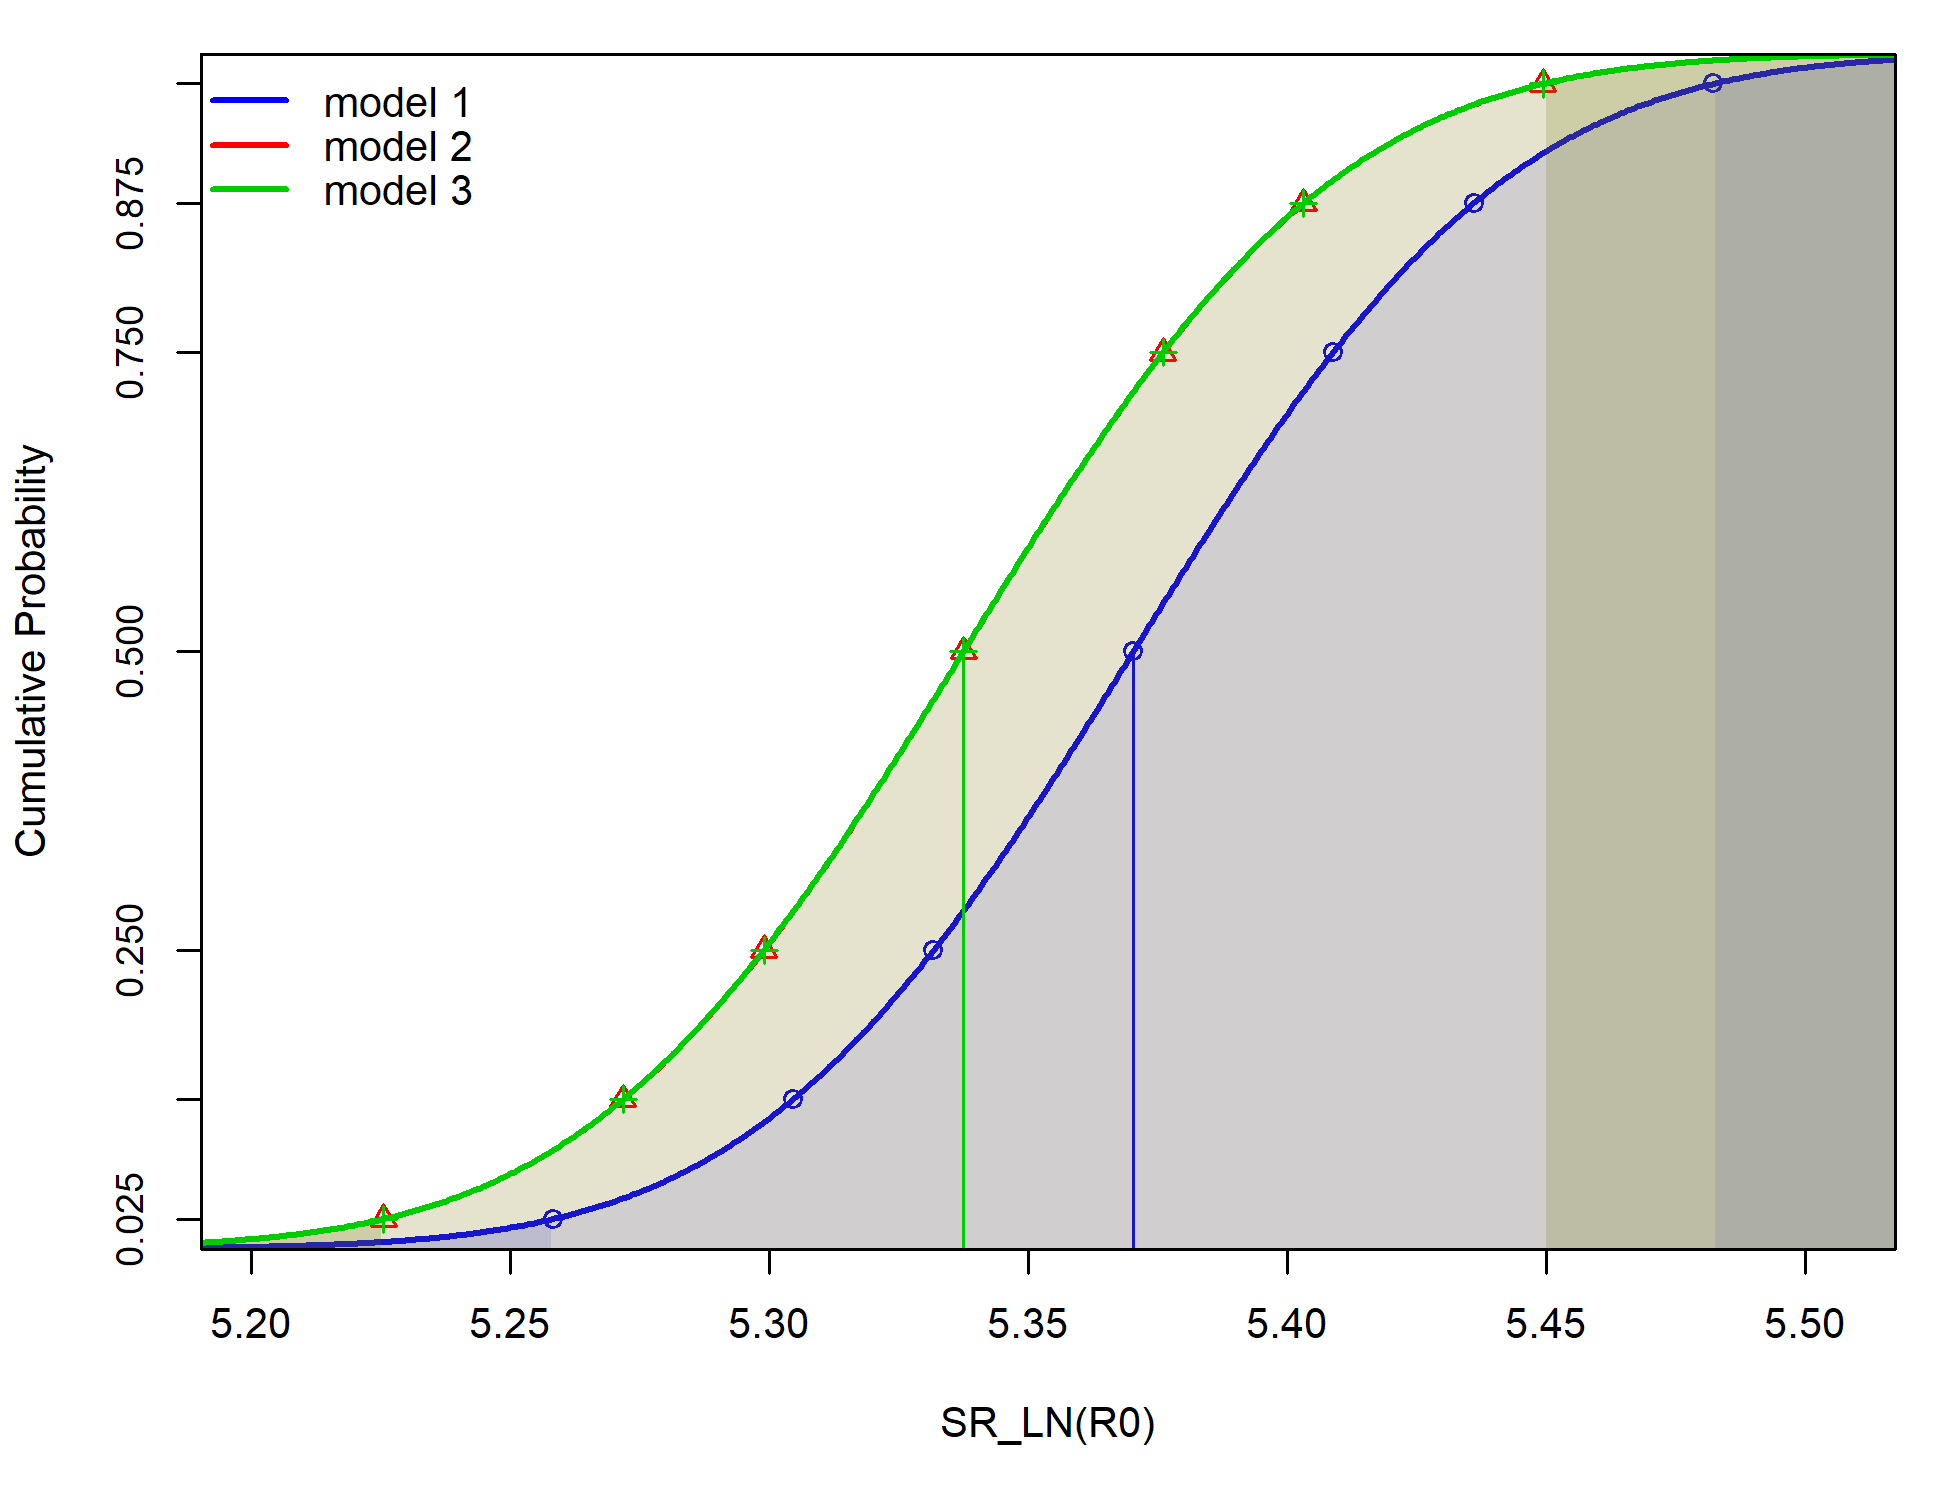 model 1
model 2
model 3
Cumulative Probability
0.875
0.750
0.500
0.250
0.025
5.20 5.25 5.30 5.35 5.40 5.45 5.50
SR_LN(R0)